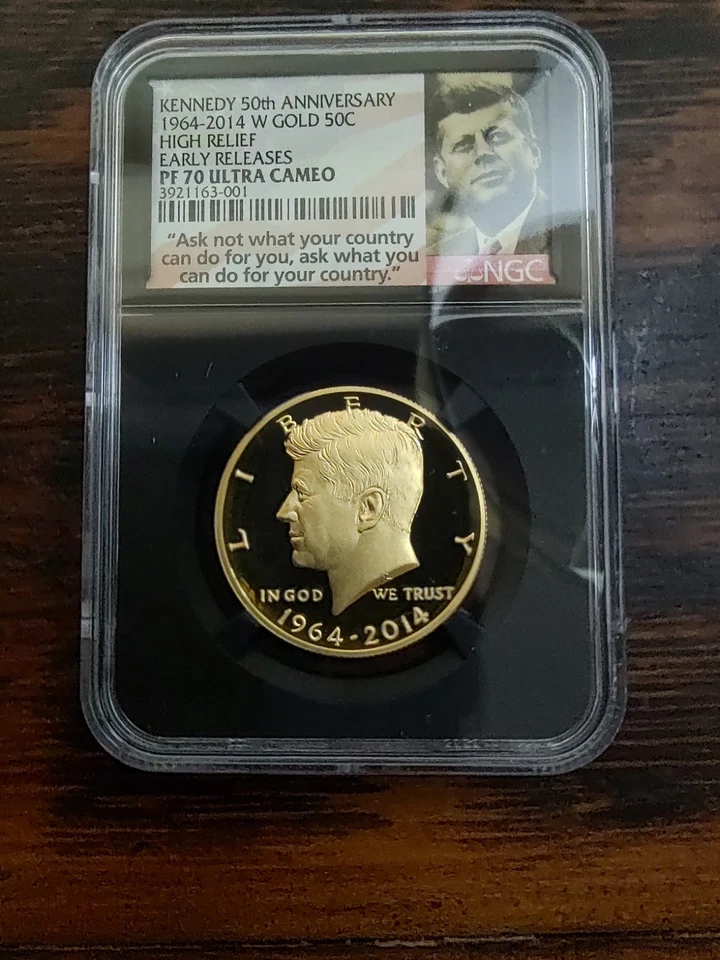 KENNEDY 50th ANNIVERSARY
1964-2014 W GOLD 50C
HIGH RELIEF
EARLY RELEASES
PF 70 ULTRA CAMEO
3921163-001
“Ask not what your country
can do for you, ask what you
can do for your country.”
NGC
LIBERTY
IN GOD WE TRUST
1964-2014